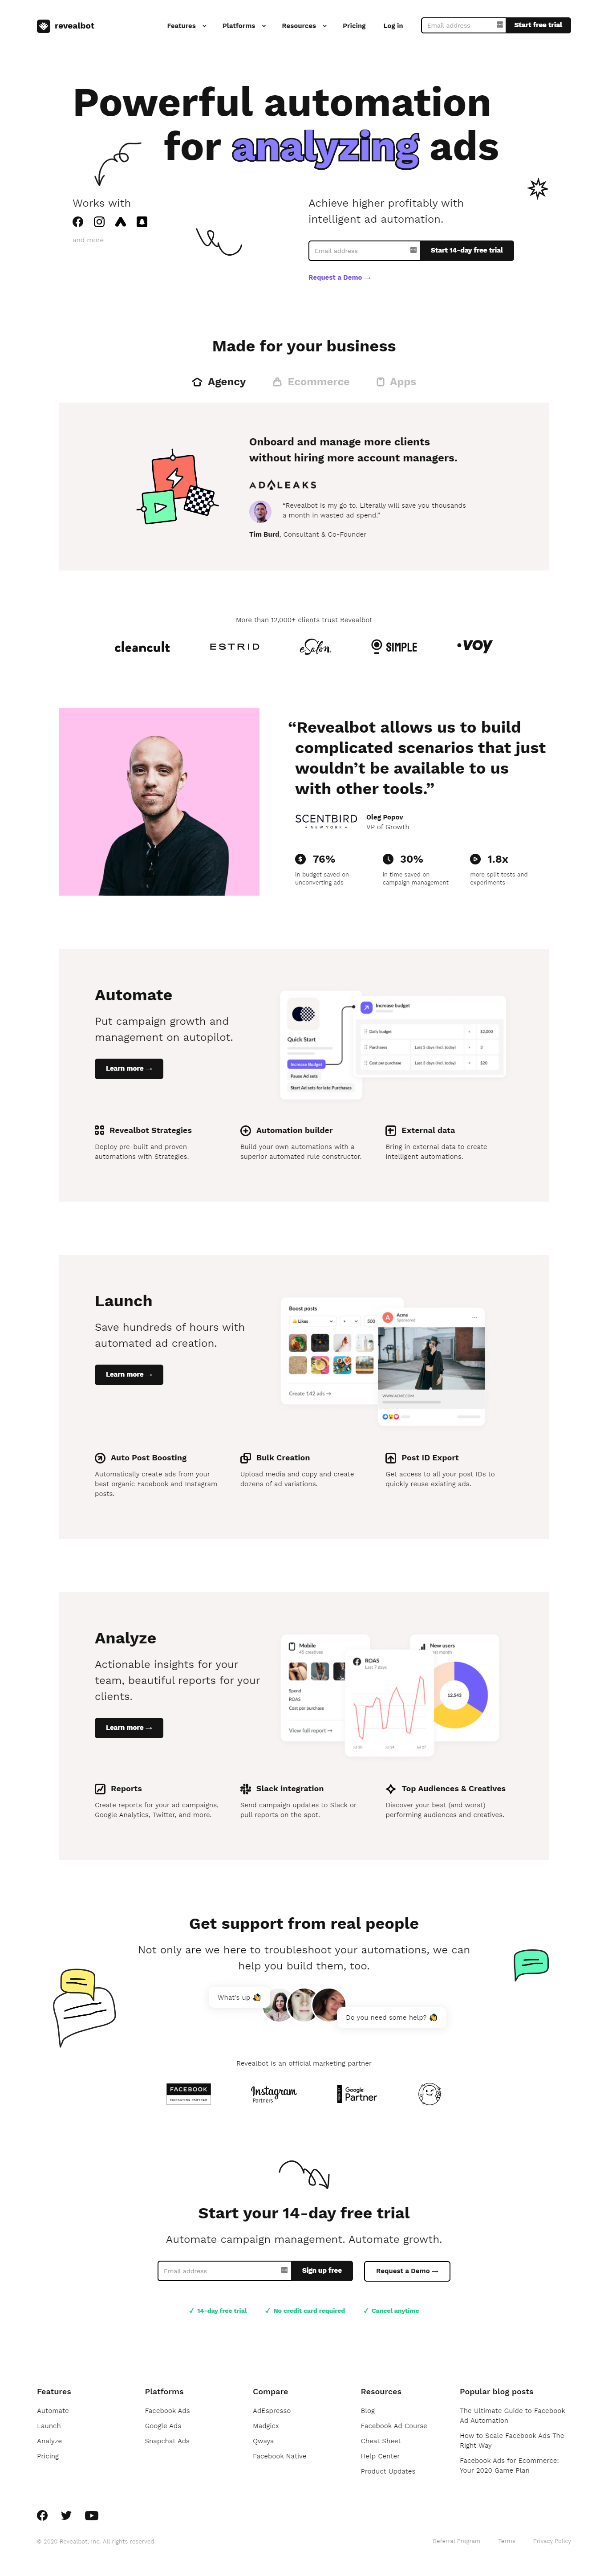 revealbot
Features
Platforms
Resources
Pricing
Log in
Email address
Start free trial
Powerful automation
for analyzing ads
Works with
and more
Achieve higher profitably with
intelligent ad automation.
Email address
Start 14-day free trial
Request a Demo →
Made for your business
Agency
Ecommerce
Apps
Onboard and manage more clients
without hiring more account managers.
ADLEAKS
“Revealbot is my go to. Literally will save you thousands
a month in wasted ad spend.”
Tim Burd, Consultant & Co-Founder
More than 12,000+ clients trust Revealbot
cleancult
ESTRID
eSalon.
SIMPLE
VOY
“Revealbot allows us to build
complicated scenarios that just
wouldn’t be available to us
with other tools.”
SCENTBIRD
NEW YORK
Oleg Popov
VP of Growth
76%
in budget saved on
unconverting ads
30%
in time saved on
campaign management
1.8x
more split tests and
experiments
Automate
Put campaign growth and
management on autopilot.
Learn more →
Quick Start
Increase Budget
Pause Ad sets
Start Ad sets for late Purchases
Increase budget
Daily budget
$2,000
Purchases
Last 3 days (incl. today)
3
Cost per purchase
Last 3 days (incl. today)
$20
Revealbot Strategies
Deploy pre-built and proven
automations with Strategies.
Automation builder
Build your own automations with a
superior automated rule constructor.
External data
Bring in external data to create
intelligent automations.
Launch
Save hundreds of hours with
automated ad creation.
Learn more →
Boost posts
Likes
500
Create 142 ads →
Acme
Sponsored
WWW.ACME.COM
Auto Post Boosting
Automatically create ads from your
best organic Facebook and Instagram
posts.
Bulk Creation
Upload media and copy and create
dozens of ad variations.
Post ID Export
Get access to all your post IDs to
quickly reuse existing ads.
Analyze
Actionable insights for your
team, beautiful reports for your
clients.
Learn more →
Mobile
Spend
ROAS
Cost per purchase
View full report →
ROAS
Last 7 days
New users
12,543
Reports
Create reports for your ad campaigns,
Google Analytics, Twitter, and more.
Slack integration
Send campaign updates to Slack or
pull reports on the spot.
Top Audiences & Creatives
Discover your best (and worst)
performing audiences and creatives.
Get support from real people
Not only are we here to troubleshoot your automations, we can
help you build them, too.
What's up 👋
Do you need some help? 👋
Revealbot is an official marketing partner
FACEBOOK
MARKETING PARTNER
Instagram
Partners
Google
Partner
Start your 14-day free trial
Automate campaign management. Automate growth.
Email address
Sign up free
Request a Demo →
✓ 14-day free trial
✓ No credit card required
✓ Cancel anytime
Features
Automate
Launch
Analyze
Pricing
Platforms
Facebook Ads
Google Ads
Snapchat Ads
Compare
AdEspresso
Madgicx
Qwaya
Facebook Native
Resources
Blog
Facebook Ad Course
Cheat Sheet
Help Center
Product Updates
Popular blog posts
The Ultimate Guide to Facebook
Ad Automation
How to Scale Facebook Ads The
Right Way
Facebook Ads for Ecommerce:
Your 2020 Game Plan
© 2020 Revealbot, Inc. All rights reserved.
Referral Program
Terms
Privacy Policy